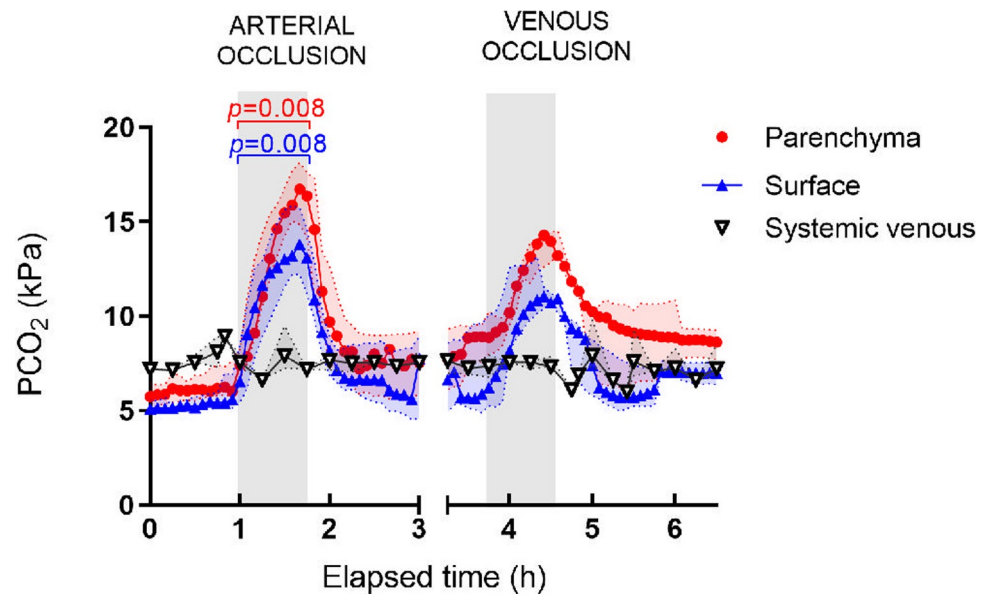 ARTERIAL
OCCLUSION
VENOUS
OCCLUSION
p=0.008
p=0.008
20
15
10
5
0
PCO₂ (kPa)
0 1 2 3 4 5 6
Elapsed time (h)
Parenchyma
Surface
Systemic venous